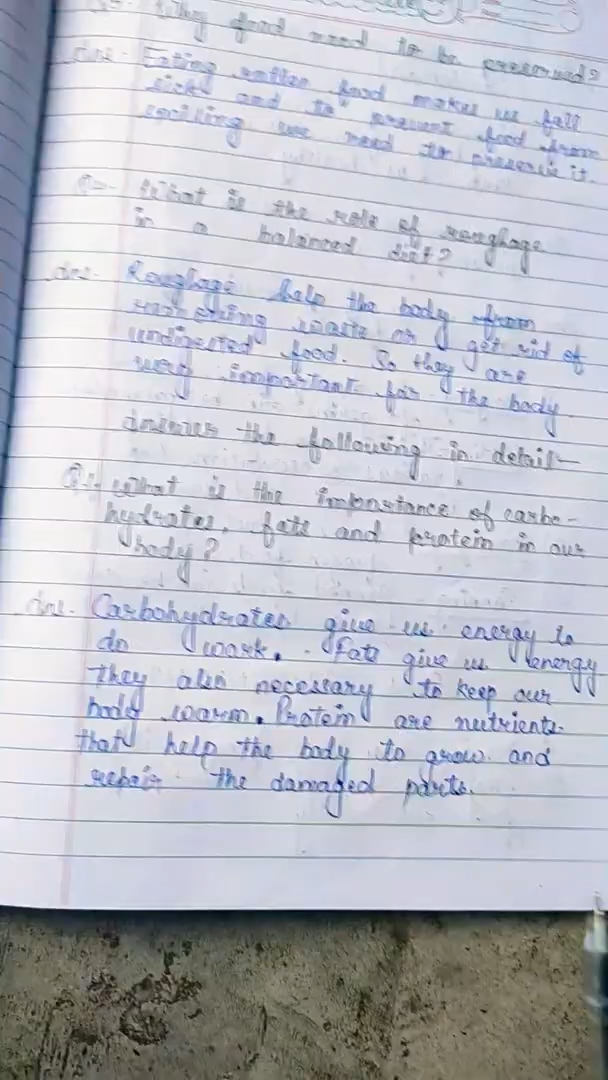 Why food need to be preserved?
Ans- Eating rotten food makes us fall
sick and to prevent food from
spoiling we need to preserve it.
Q- What is the role of roughage
in a balanced diet?
Ans- Roughage help the body from
waste or get rid of
undigested food. So they are
very important for the body
the following in detail-
Q- What is the importance of carbo-
hydrates, fats and protein in our
body?
Ans. Carbohydrates give us energy to
do work. Fats give us energy
they also necessary to keep our
body warm. Protein are nutrients
that help the body to grow and
repair the damaged parts.